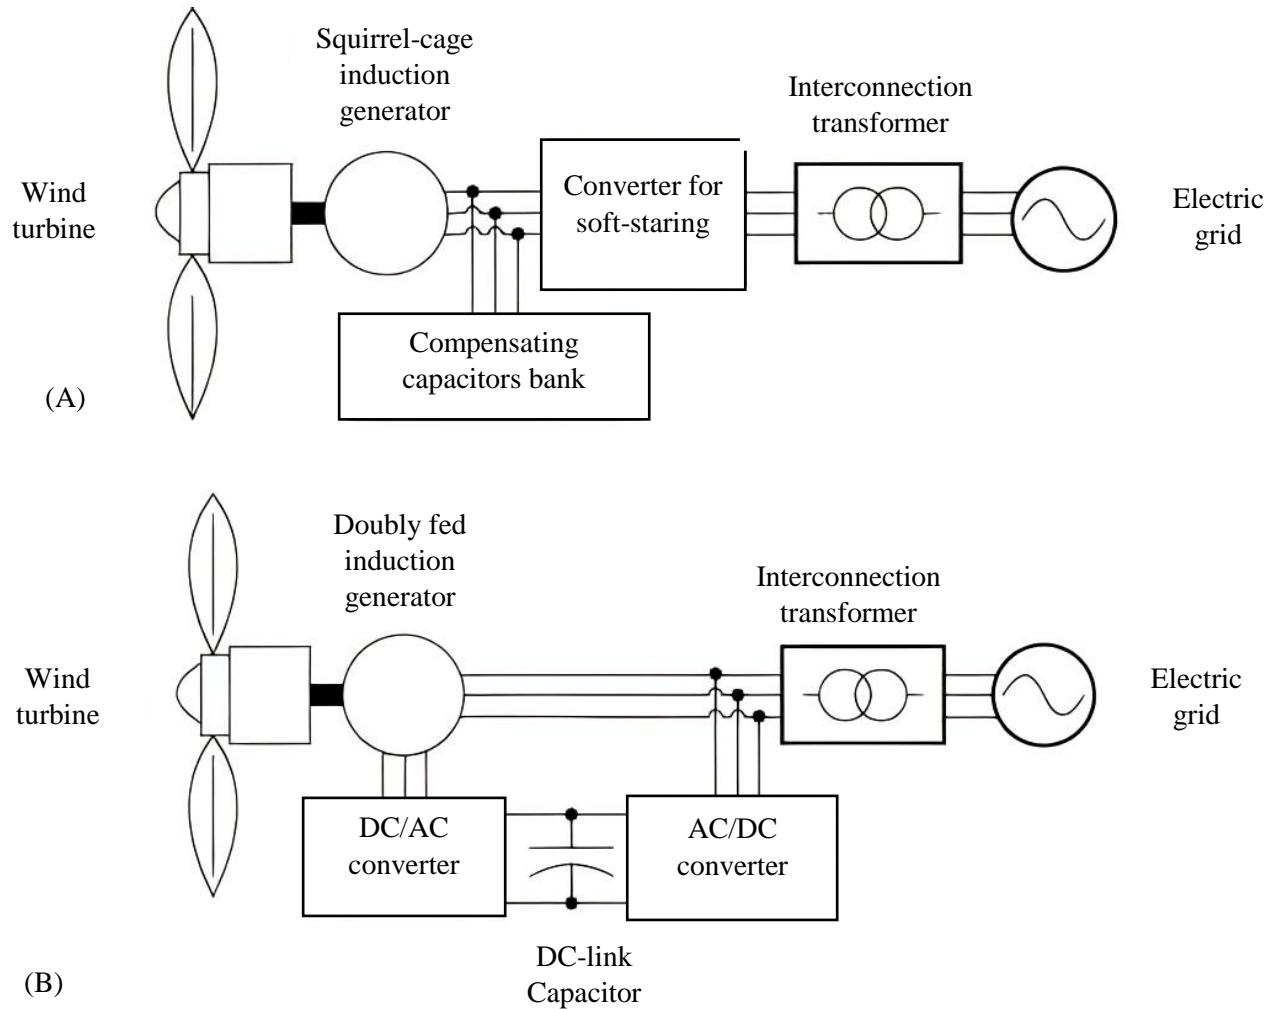 Squirrel-cage
induction
generator
Interconnection
transformer
Wind
turbine
Converter for
soft-staring
Electric
grid
Compensating
capacitors bank
(A)
Doubly fed
induction
generator
Interconnection
transformer
Wind
turbine
Electric
grid
DC/AC
converter
AC/DC
converter
DC-link
Capacitor
(B)